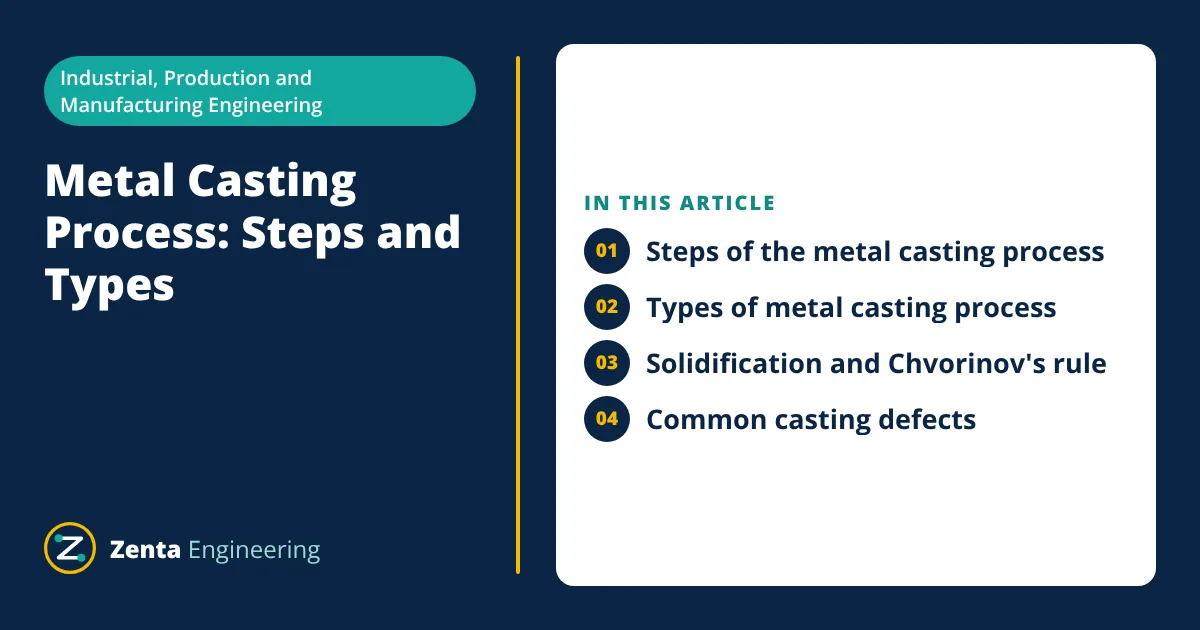 Industrial, Production and
Manufacturing Engineering
Metal Casting
Process: Steps and
Types
Zenta Engineering
IN THIS ARTICLE
01 Steps of the metal casting process
02 Types of metal casting process
03 Solidification and Chvorinov's rule
04 Common casting defects